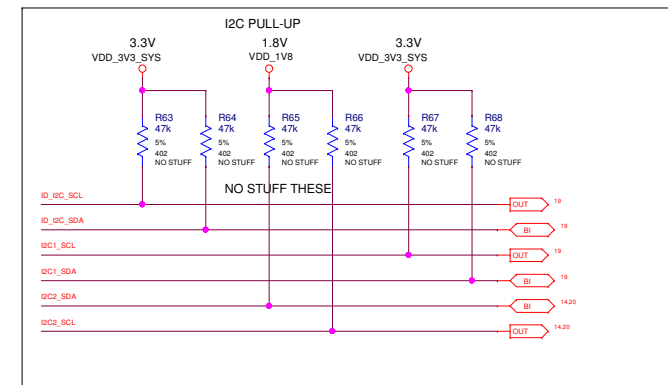 I2C PULL-UP
3.3V 1.8V 3.3V
VDD_3V3_SYS VDD_1V8 VDD_3V3_SYS
R63 R64 R65 R66 R67 R68
47k 47k 47k 47k 47k 47k
5% 5% 5% 5% 5% 5%
402 402 402 402 402 402
NO STUFF NO STUFF NO STUFF NO STUFF NO STUFF NO STUFF
NO STUFF THESE
ID_I2C_SCL OUT 19
ID_I2C_SDA BI 19
I2C1_SCL OUT 19
I2C1_SDA BI 19
I2C2_SDA BI 14,20
I2C2_SCL OUT 14,20